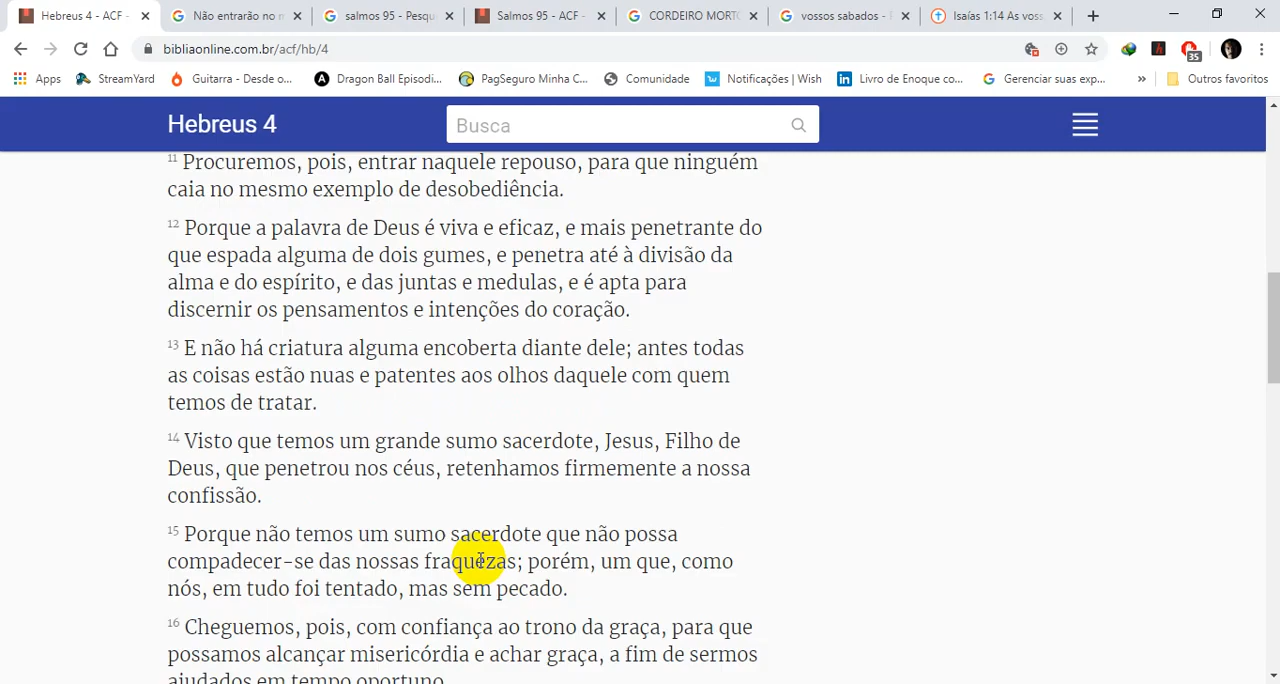 Hebreus 4 - ACF -
Não entrarão no m
salmos 95 - Pesqu
Salmos 95 - ACF -
CORDEIRO MORTO
vossos sabados - P
Isaías 1:14 As voss
bibliaonline.com.br/acf/hb/4
35
Apps
StreamYard
Guitarra - Desde o...
Dragon Ball Episodi...
PagSeguro Minha C...
Comunidade
Notificações | Wish
Livro de Enoque co...
Gerenciar suas exp...
»
Outros favoritos
Hebreus 4
Busca
11 Procuremos, pois, entrar naquele repouso, para que ninguém
caia no mesmo exemplo de desobediência.
12 Porque a palavra de Deus é viva e eficaz, e mais penetrante do
que espada alguma de dois gumes, e penetra até à divisão da
alma e do espírito, e das juntas e medulas, e é apta para
discernir os pensamentos e intenções do coração.
13 E não há criatura alguma encoberta diante dele; antes todas
as coisas estão nuas e patentes aos olhos daquele com quem
temos de tratar.
14 Visto que temos um grande sumo sacerdote, Jesus, Filho de
Deus, que penetrou nos céus, retenhamos firmemente a nossa
confissão.
15 Porque não temos um sumo sacerdote que não possa
compadecer-se das nossas fraquezas; porém, um que, como
nós, em tudo foi tentado, mas sem pecado.
16 Cheguemos, pois, com confiança ao trono da graça, para que
possamos alcançar misericórdia e achar graça, a fim de sermos
ajudados em tempo oportuno.